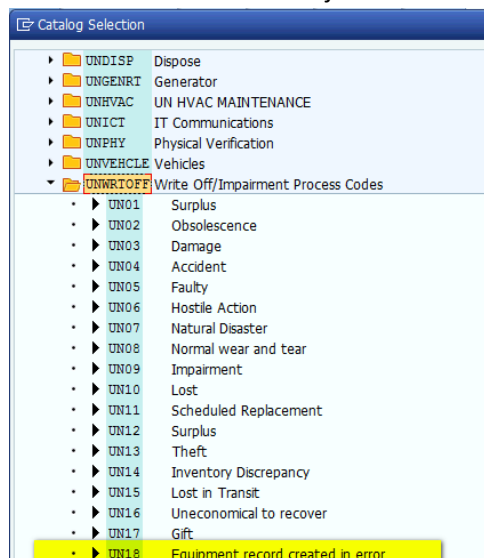 Catalog Selection
UNDISP Dispose
UNGENRT Generator
UNHVAC UN HVAC MAINTENANCE
UNICT IT Communications
UNPHY Physical Verification
UNVEHCLE Vehicles
UNWRTOFF Write Off/Impairment Process Codes
UN01 Surplus
UN02 Obsolescence
UN03 Damage
UN04 Accident
UN05 Faulty
UN06 Hostile Action
UN07 Natural Disaster
UN08 Normal wear and tear
UN09 Impairment
UN10 Lost
UN11 Scheduled Replacement
UN12 Surplus
UN13 Theft
UN14 Inventory Discrepancy
UN15 Lost in Transit
UN16 Uneconomical to recover
UN17 Gift
UN18 Equipment record created in error